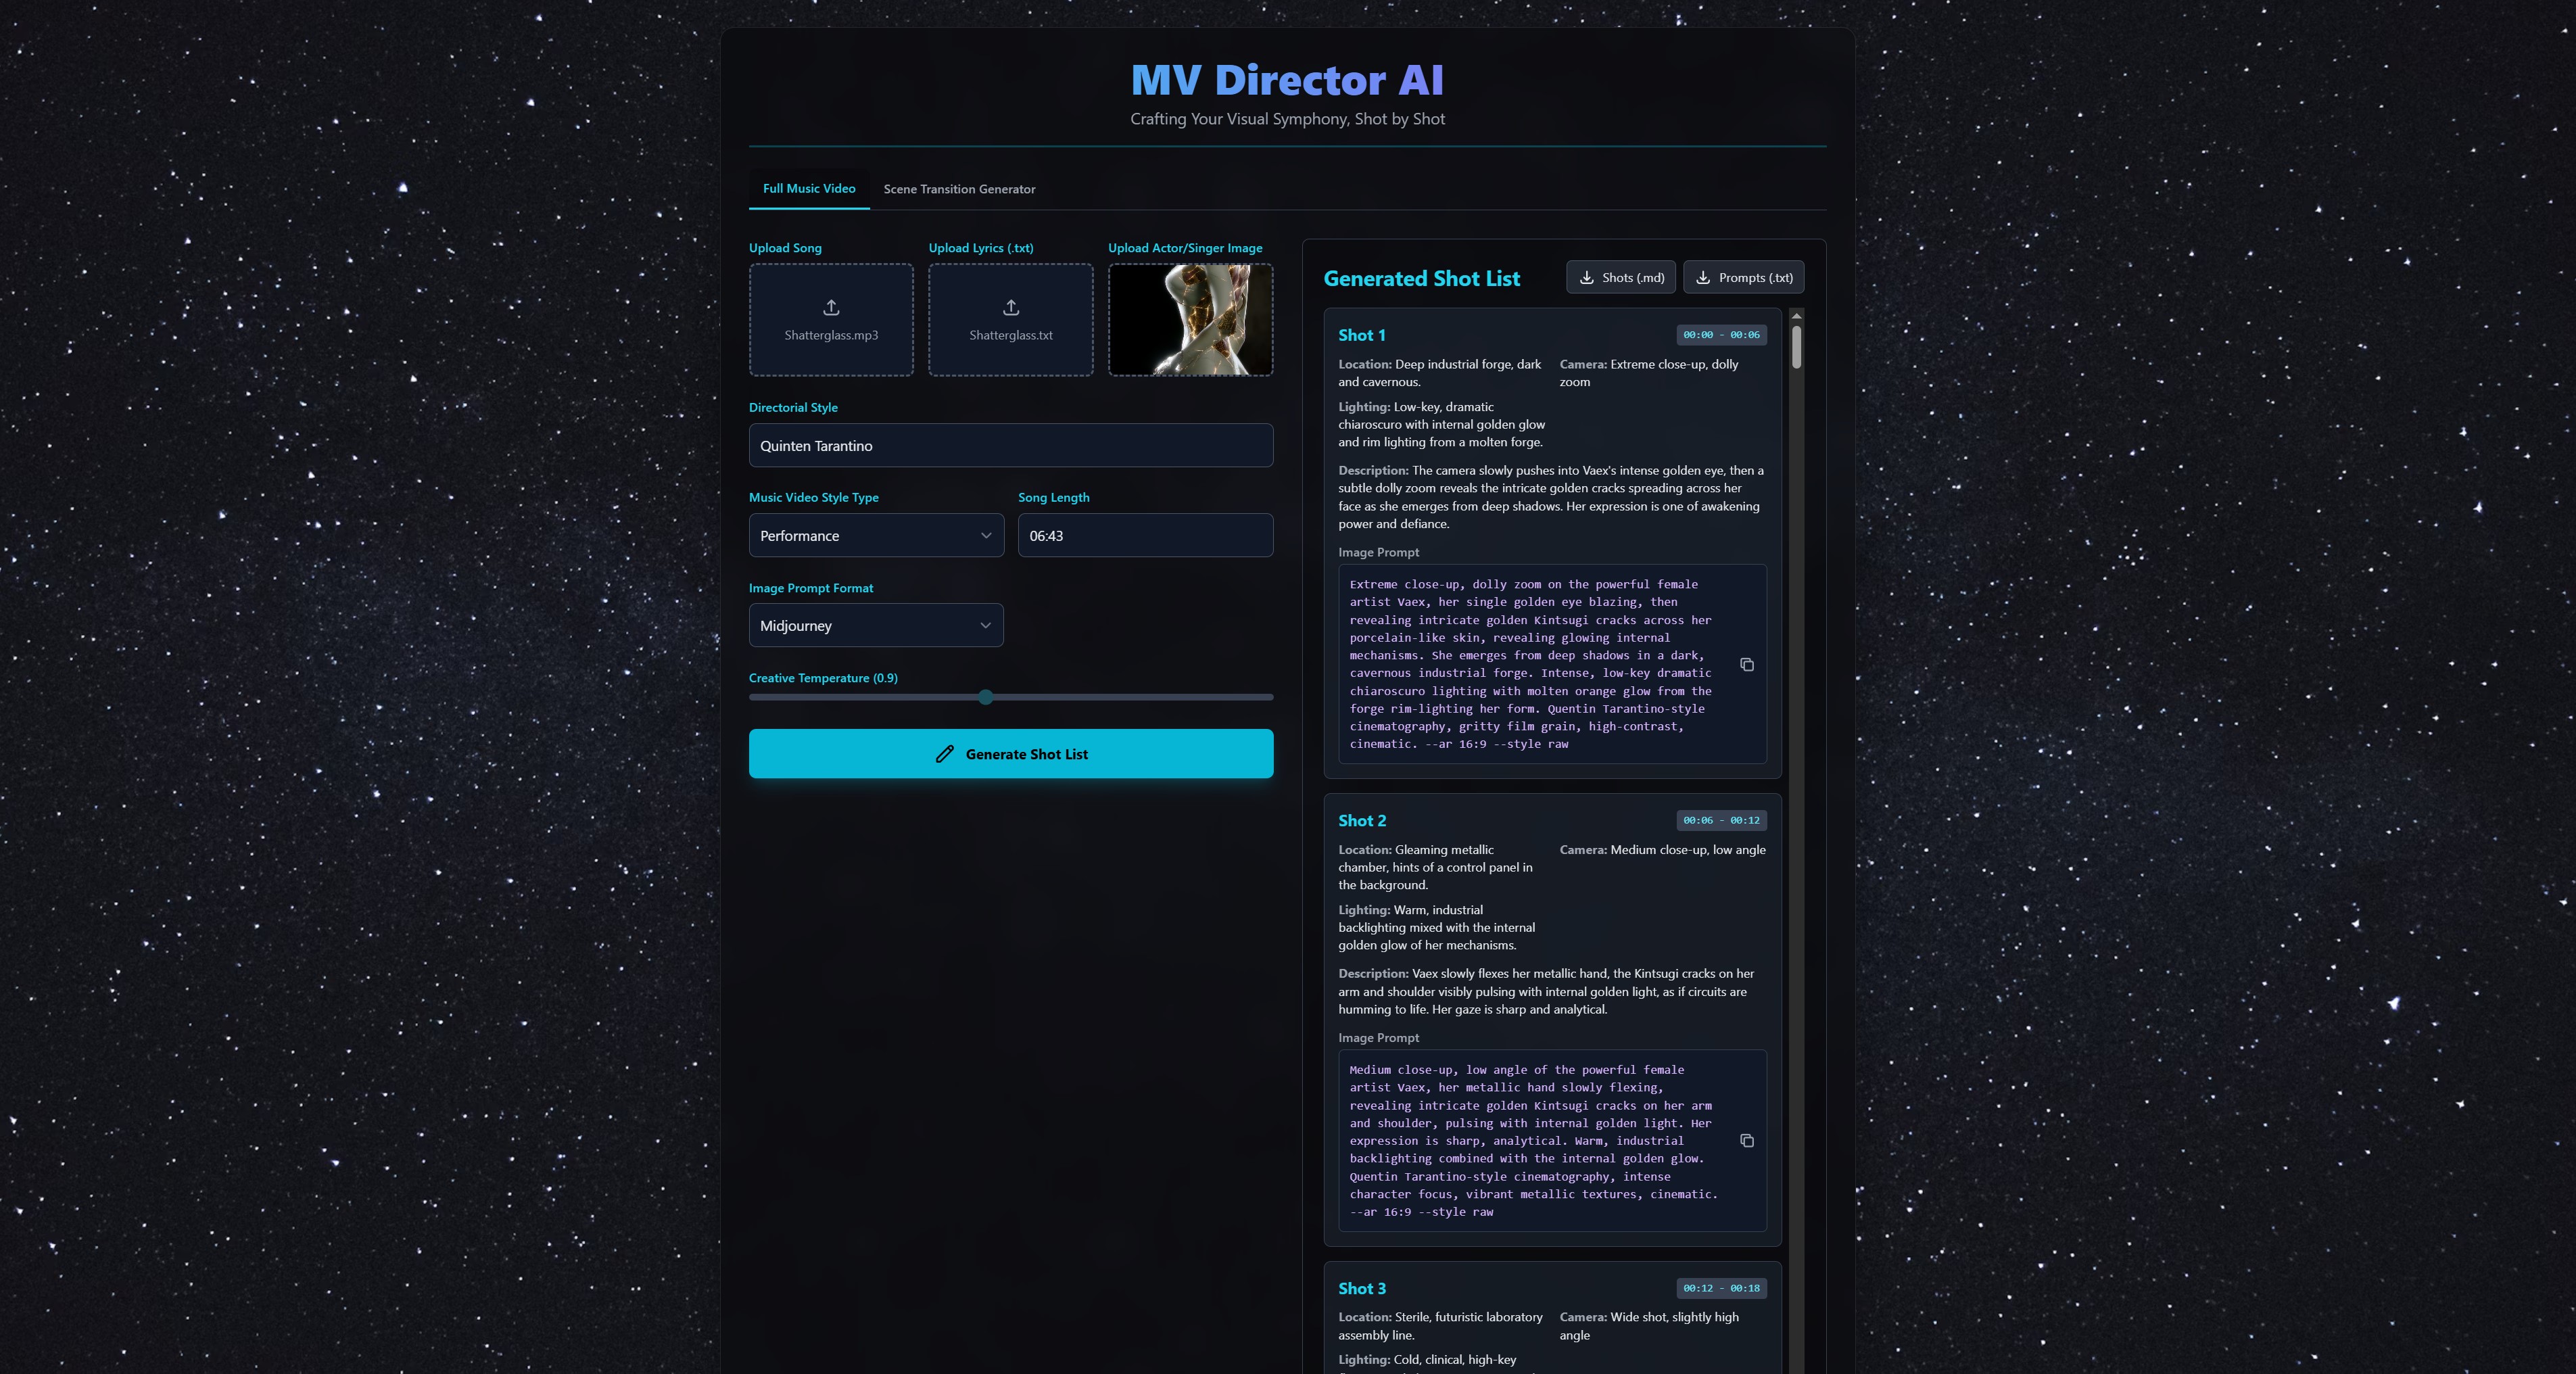 MV Director AI
Crafting Your Visual Symphony, Shot by Shot
Full Music Video
Scene Transition Generator
Upload Song
Upload Lyrics (.txt)
Upload Actor/Singer Image
Shatterglass.mp3
Shatterglass.txt
Directorial Style
Quinten Tarantino
Music Video Style Type
Song Length
Performance
06:43
Image Prompt Format
Midjourney
Creative Temperature (0.9)
Generate Shot List
Generated Shot List
Shots (.md)
Prompts (.txt)
Shot 1
00:00 - 00:06
Location: Deep industrial forge, dark
and cavernous.
Camera: Extreme close-up, dolly
zoom
Lighting: Low-key, dramatic
chiaroscuro with internal golden glow
and rim lighting from a molten forge.
Description: The camera slowly pushes into Vaex's intense golden eye, then a
subtle dolly zoom reveals the intricate golden cracks spreading across her
face as she emerges from deep shadows. Her expression is one of awakening
power and defiance.
Image Prompt
Extreme close-up, dolly zoom on the powerful female
artist Vaex, her single golden eye blazing, then
revealing intricate golden Kintsugi cracks across her
porcelain-like skin, revealing glowing internal
mechanisms. She emerges from deep shadows in a dark,
cavernous industrial forge. Intense, low-key dramatic
chiaroscuro lighting with molten orange glow from the
forge rim-lighting her form. Quentin Tarantino-style
cinematography, gritty film grain, high-contrast,
cinematic. --ar 16:9 --style raw
Shot 2
00:06 - 00:12
Location: Gleaming metallic
chamber, hints of a control panel in
the background.
Camera: Medium close-up, low angle
Lighting: Warm, industrial
backlighting mixed with the internal
golden glow of her mechanisms.
Description: Vaex slowly flexes her metallic hand, the Kintsugi cracks on her
arm and shoulder visibly pulsing with internal golden light, as if circuits are
humming to life. Her gaze is sharp and analytical.
Image Prompt
Medium close-up, low angle of the powerful female
artist Vaex, her metallic hand slowly flexing,
revealing intricate golden Kintsugi cracks on her arm
and shoulder, pulsing with internal golden light. Her
expression is sharp, analytical. Warm, industrial
backlighting combined with the internal golden glow.
Quentin Tarantino-style cinematography, intense
character focus, vibrant metallic textures, cinematic.
--ar 16:9 --style raw
Shot 3
00:12 - 00:18
Location: Sterile, futuristic laboratory
assembly line.
Camera: Wide shot, slightly high
angle
Lighting: Cold, clinical, high-key